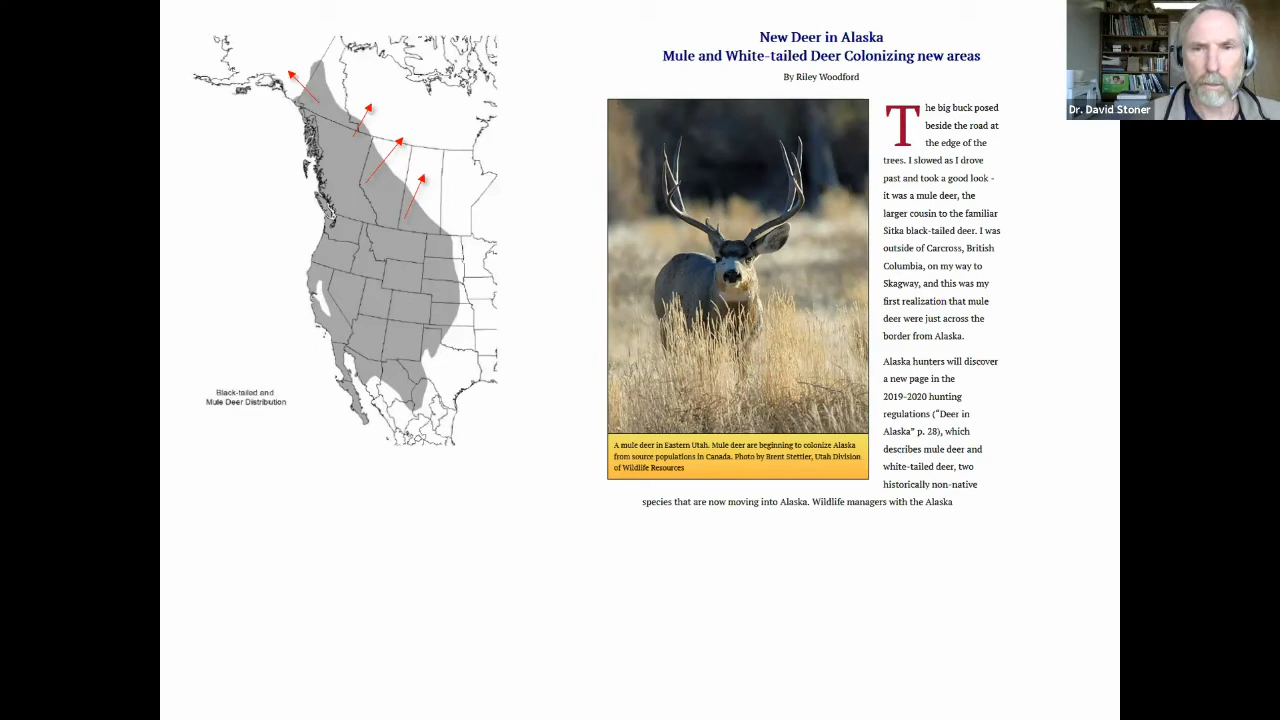 New Deer in Alaska
Mule and White-tailed Deer Colonizing new areas
By Riley Woodford
Dr. David Stoner
The big buck posed
beside the road at
the edge of the
trees. I slowed as I drove
past and took a good look -
it was a mule deer, the
larger cousin to the familiar
Sitka black-tailed deer. I was
outside of Carcross, British
Columbia, on my way to
Skagway, and this was my
first realization that mule
deer were just across the
border from Alaska.
Alaska hunters will discover
a new page in the
2019-2020 hunting
regulations ("Deer in
Alaska" p. 28), which
describes mule deer and
white-tailed deer, two
historically non-native
species that are now moving into Alaska. Wildlife managers with the Alaska
A mule deer in Eastern Utah. Mule deer are beginning to colonize Alaska
from source populations in Canada. Photo by Brent Stettler, Utah Division
of Wildlife Resources
Black-tailed and
Mule Deer Distribution